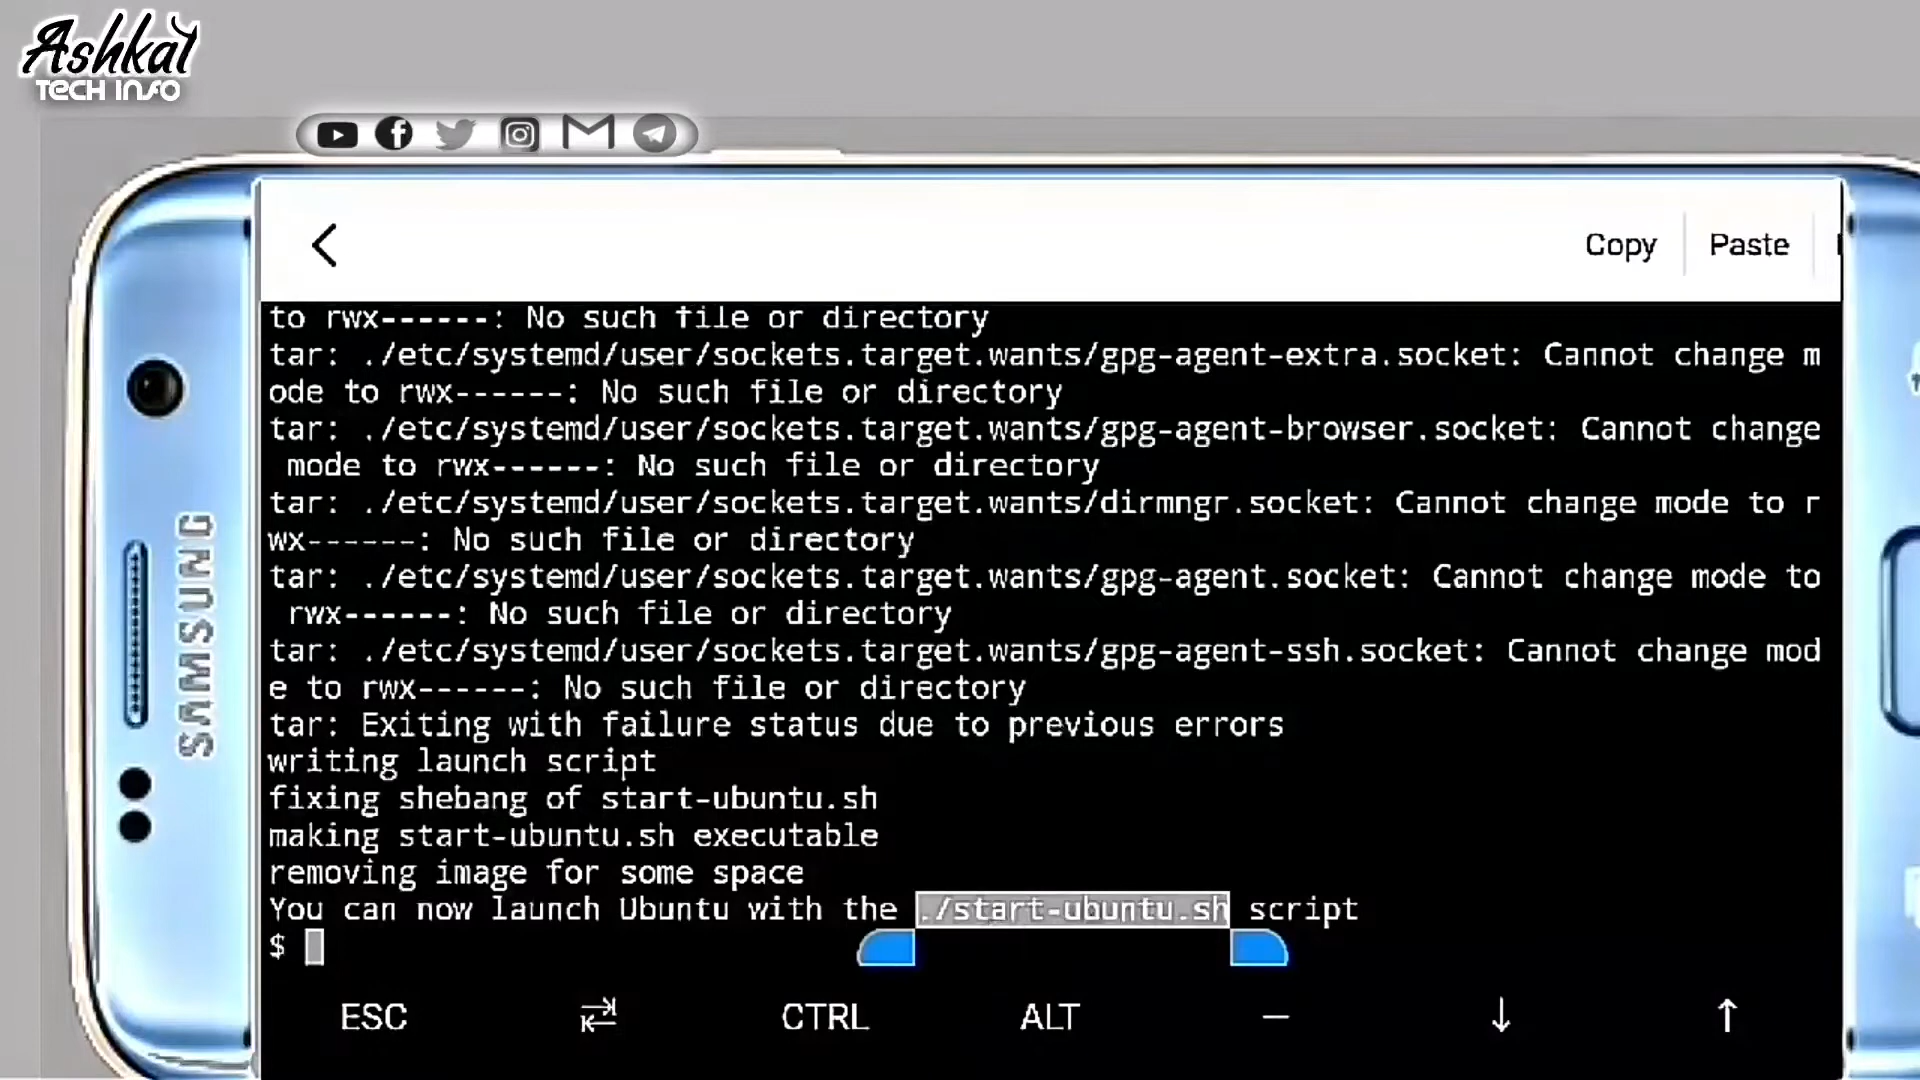 Ashkal
TECH INFO
Copy
Paste
to rwx------: No such file or directory
tar: ./etc/systemd/user/sockets.target.wants/gpg-agent-extra.socket: Cannot change m
ode to rwx------: No such file or directory
tar: ./etc/systemd/user/sockets.target.wants/gpg-agent-browser.socket: Cannot change
mode to rwx------: No such file or directory
tar: ./etc/systemd/user/sockets.target.wants/dirmngr.socket: Cannot change mode to r
wx------: No such file or directory
tar: ./etc/systemd/user/sockets.target.wants/gpg-agent.socket: Cannot change mode to
rwx------: No such file or directory
tar: ./etc/systemd/user/sockets.target.wants/gpg-agent-ssh.socket: Cannot change mod
e to rwx------: No such file or directory
tar: Exiting with failure status due to previous errors
writing launch script
fixing shebang of start-ubuntu.sh
making start-ubuntu.sh executable
removing image for some space
You can now launch Ubuntu with the ./start-ubuntu.sh script
$
ESC
CTRL
ALT
—
↓
↑
SAMSUNG